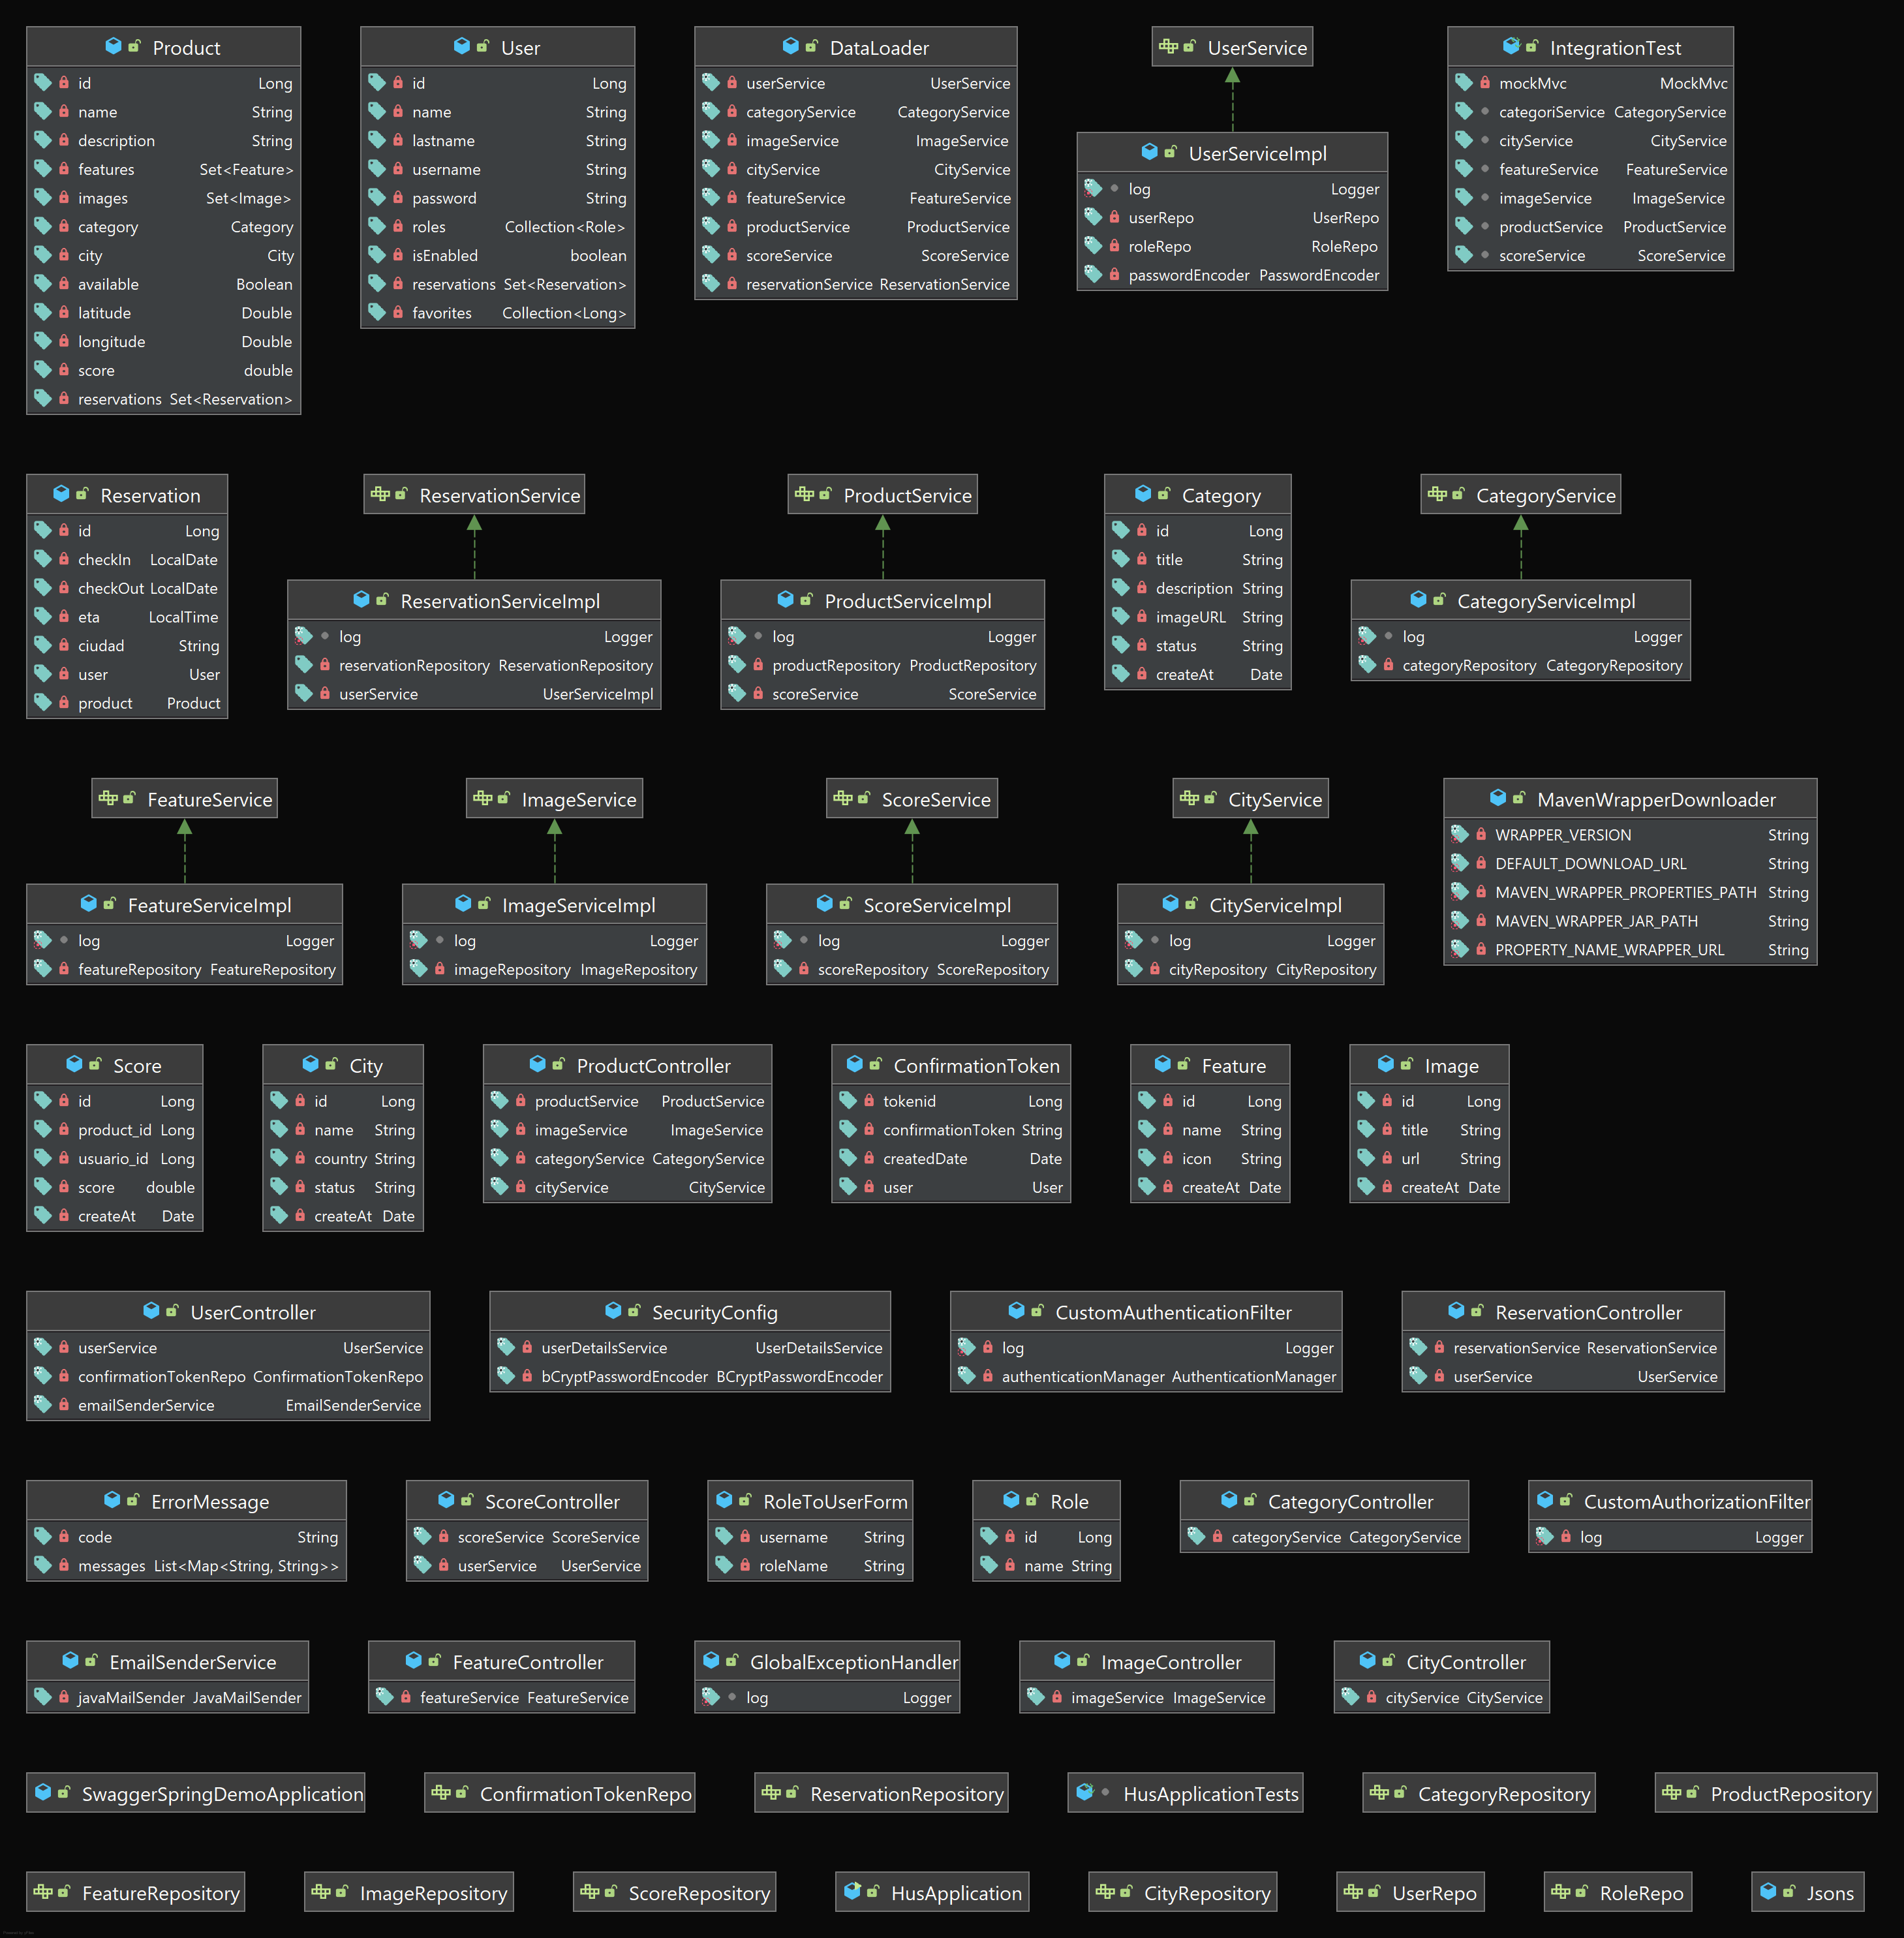 Product
id Long
name String
description String
features Set<Feature>
images Set<Image>
category Category
city City
available Boolean
latitude Double
longitude Double
score double
reservations Set<Reservation>
User
id Long
name String
lastname String
username String
password String
roles Collection<Role>
isEnabled boolean
reservations Set<Reservation>
favorites Collection<Long>
DataLoader
userService UserService
categoryService CategoryService
imageService ImageService
cityService CityService
featureService FeatureService
productService ProductService
scoreService ScoreService
reservationService ReservationService
UserService
UserServiceImpl
log Logger
userRepo UserRepo
roleRepo RoleRepo
passwordEncoder PasswordEncoder
IntegrationTest
mockMvc MockMvc
categoriService CategoryService
cityService CityService
featureService FeatureService
imageService ImageService
productService ProductService
scoreService ScoreService
Reservation
id Long
checkIn LocalDate
checkOut LocalDate
eta LocalTime
ciudad String
user User
product Product
ReservationService
ReservationServiceImpl
log Logger
reservationRepository ReservationRepository
userService UserServiceImpl
ProductService
ProductServiceImpl
log Logger
productRepository ProductRepository
scoreService ScoreService
Category
id Long
title String
description String
imageURL String
status String
createAt Date
CategoryService
CategoryServiceImpl
log Logger
categoryRepository CategoryRepository
FeatureService
FeatureServiceImpl
log Logger
featureRepository FeatureRepository
ImageService
ImageServiceImpl
log Logger
imageRepository ImageRepository
ScoreService
ScoreServiceImpl
log Logger
scoreRepository ScoreRepository
CityService
CityServiceImpl
log Logger
cityRepository CityRepository
MavenWrapperDownloader
WRAPPER_VERSION String
DEFAULT_DOWNLOAD_URL String
MAVEN_WRAPPER_PROPERTIES_PATH String
MAVEN_WRAPPER_JAR_PATH String
PROPERTY_NAME_WRAPPER_URL String
Score
id Long
product_id Long
usuario_id Long
score double
createAt Date
City
id Long
name String
country String
status String
createAt Date
ProductController
productService ProductService
imageService ImageService
categoryService CategoryService
cityService CityService
ConfirmationToken
tokenid Long
confirmationToken String
createdDate Date
user User
Feature
id Long
name String
icon String
createAt Date
Image
id Long
title String
url String
createAt Date
UserController
userService UserService
confirmationTokenRepo ConfirmationTokenRepo
emailSenderService EmailSenderService
SecurityConfig
userDetailsService UserDetailsService
bCryptPasswordEncoder BCryptPasswordEncoder
CustomAuthenticationFilter
log Logger
authenticationManager AuthenticationManager
ReservationController
reservationService ReservationService
userService UserService
ErrorMessage
code String
messages List<Map<String, String>>
ScoreController
scoreService ScoreService
userService UserService
RoleToUserForm
username String
roleName String
Role
id Long
name String
CategoryController
categoryService CategoryService
CustomAuthorizationFilter
log Logger
EmailSenderService
javaMailSender JavaMailSender
FeatureController
featureService FeatureService
GlobalExceptionHandler
log Logger
ImageController
imageService ImageService
CityController
cityService CityService
SwaggerSpringDemoApplication
ConfirmationTokenRepo
ReservationRepository
HusApplicationTests
CategoryRepository
ProductRepository
FeatureRepository
ImageRepository
ScoreRepository
HusApplication
CityRepository
UserRepo
RoleRepo
Jsons